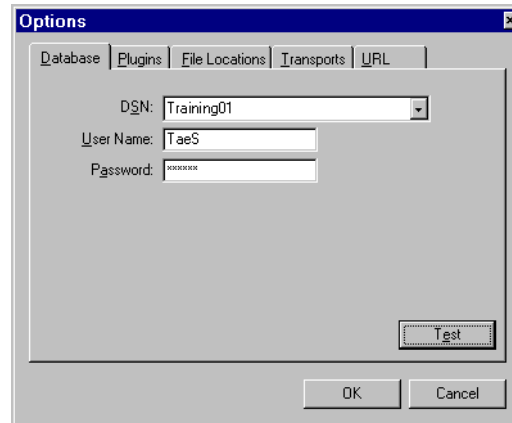 Options
Database Plugins File Locations Transports URL
DSN: Training01
User Name: TaeS
Password: ******
Test
OK Cancel